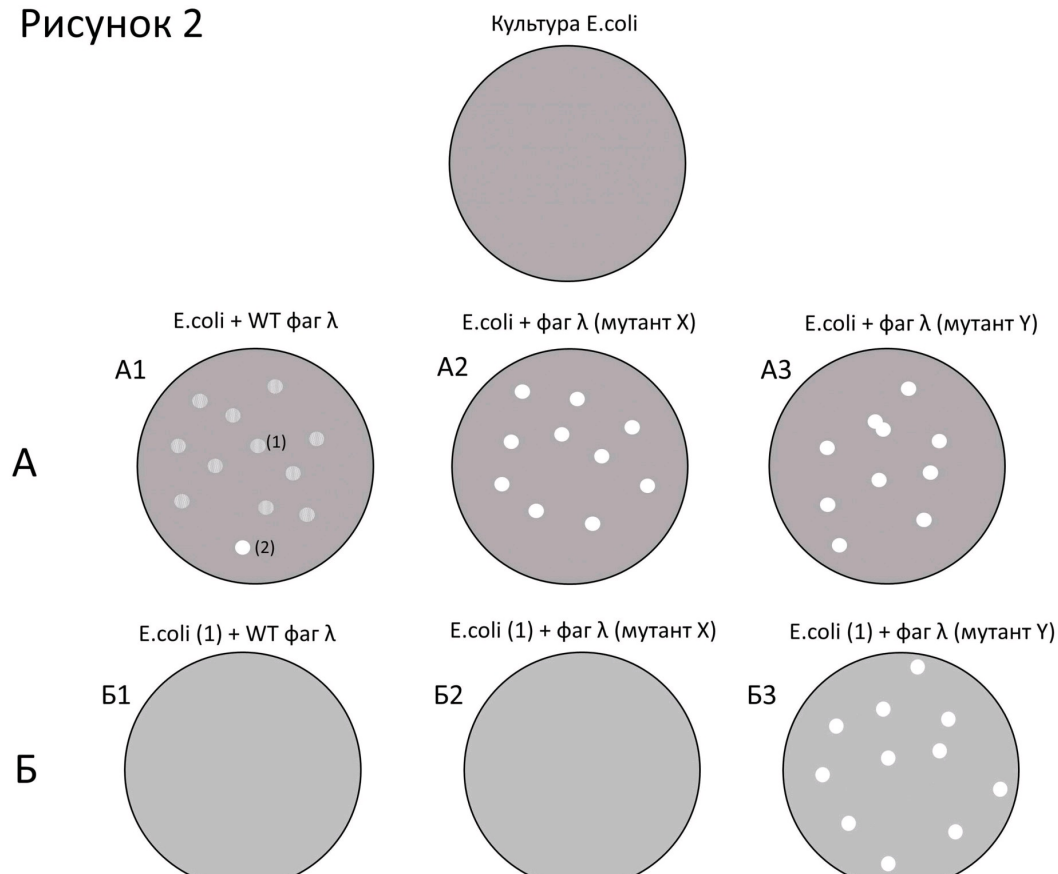 Рисунок 2
Культура E.coli
E.coli + WT фаг λ
E.coli + фаг λ (мутант X)
E.coli + фаг λ (мутант Y)
А1
А2
А3
А
(1)
(2)
E.coli (1) + WT фаг λ
E.coli (1) + фаг λ (мутант X)
E.coli (1) + фаг λ (мутант Y)
Б1
Б2
Б3
Б